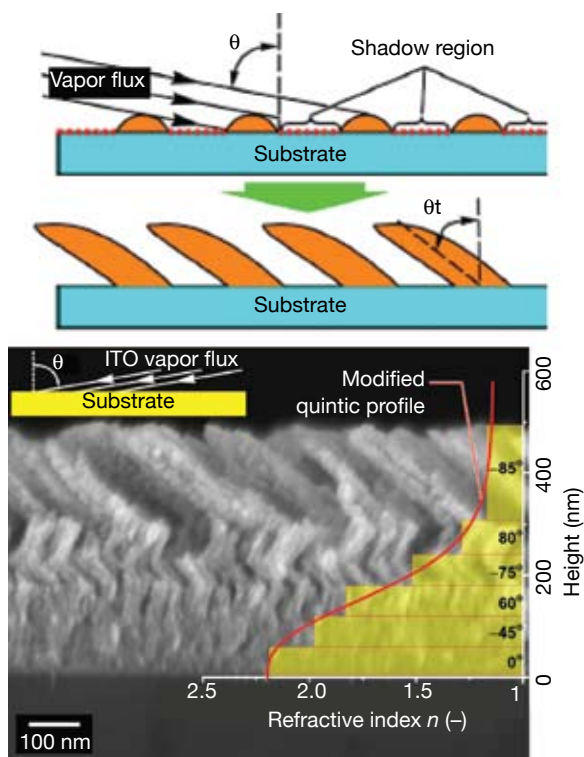 θ
Shadow region
Vapor flux
Substrate
θt
Substrate
θ
ITO vapor flux
Substrate
Modified
quintic profile
600
–85°
400
80°
–75°
200
60°
–45°
0°
0
Height (nm)
2.5
2.0
1.5
1
Refractive index n (–)
100 nm